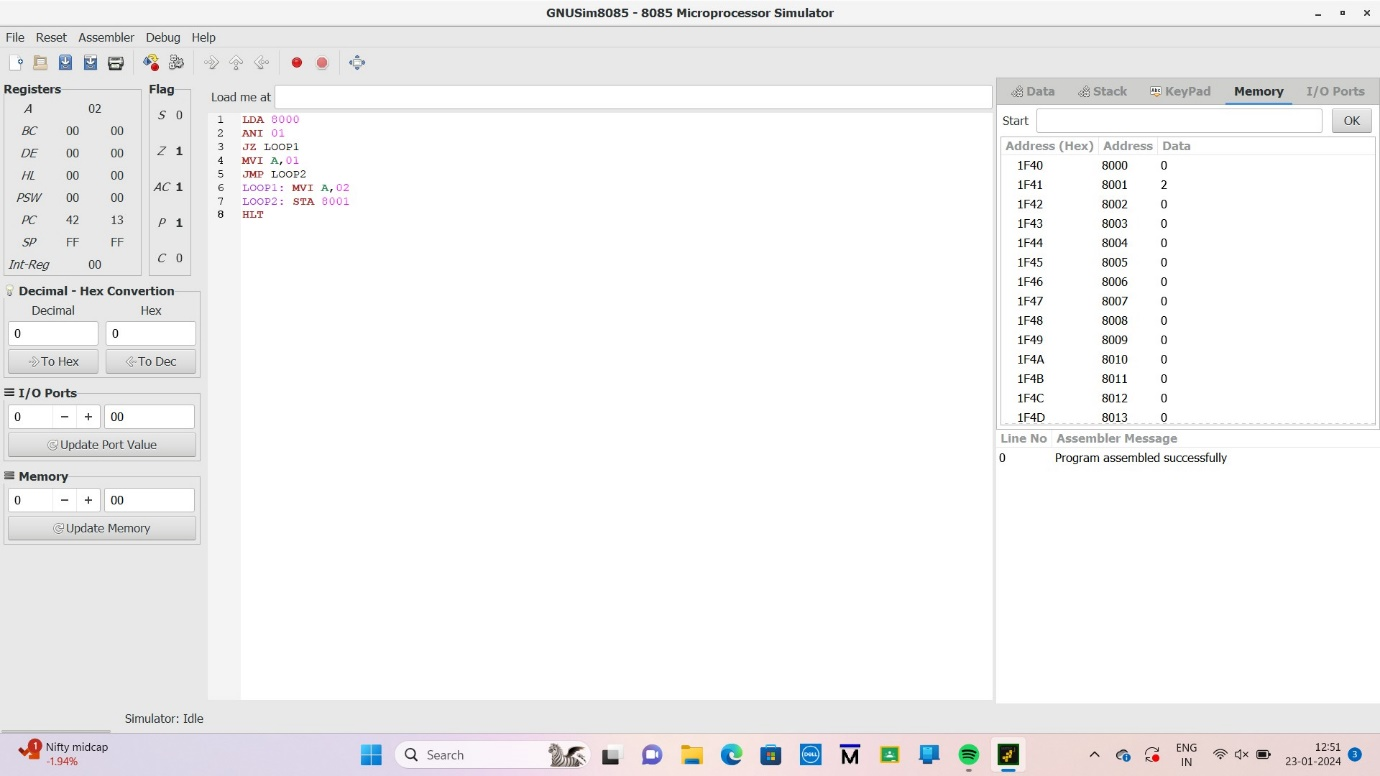 GNUSim8085 - 8085 Microprocessor Simulator
File Reset Assembler Debug Help
Registers
A 02
BC 00 00
DE 00 00
HL 00 00
PSW 00 00
PC 42 13
SP FF FF
Int-Reg 00
Flag
S 0
Z 1
AC 1
P 1
C 0
Decimal - Hex Convertion
Decimal Hex
0 0
To Hex To Dec
I/O Ports
0 - + 00
Update Port Value
Memory
0 - + 00
Update Memory
Load me at
1 LDA 8000
2 ANI 01
3 JZ LOOP1
4 MVI A,01
5 JMP LOOP2
6 LOOP1: MVI A,02
7 LOOP2: STA 8001
8 HLT
Data Stack Abc KeyPad Memory I/O Ports
Start OK
Address (Hex) Address Data
1F40 8000 0
1F41 8001 2
1F42 8002 0
1F43 8003 0
1F44 8004 0
1F45 8005 0
1F46 8006 0
1F47 8007 0
1F48 8008 0
1F49 8009 0
1F4A 8010 0
1F4B 8011 0
1F4C 8012 0
1F4D 8013 0
Line No Assembler Message
0 Program assembled successfully
Simulator: Idle
1 Nifty midcap
-1.94%
Search
DELL
M
ENG
IN
12:51
23-01-2024
3